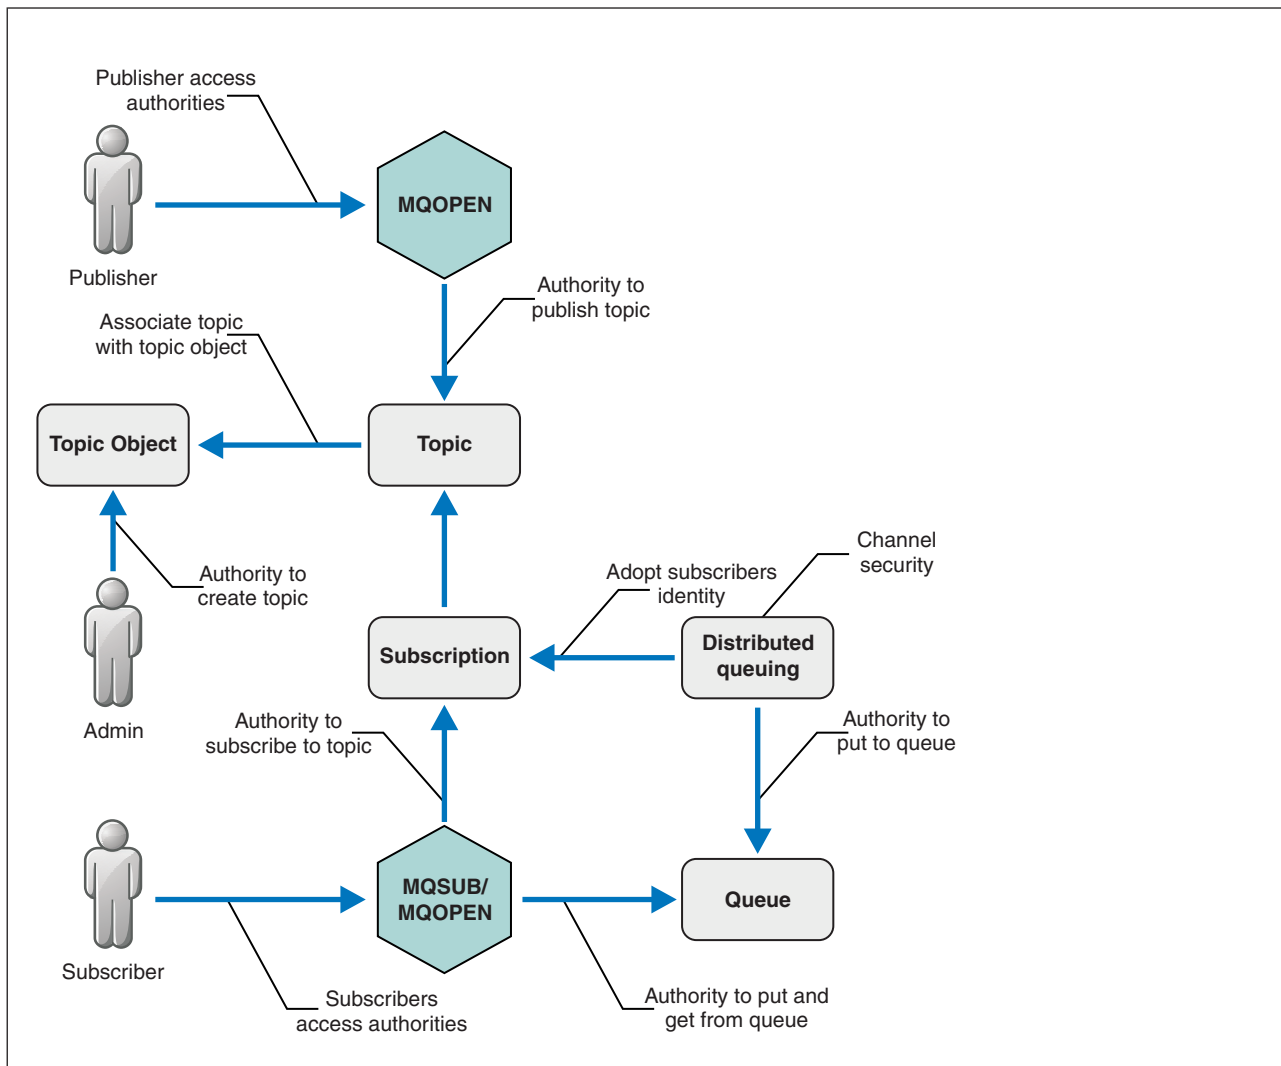 Publisher access
authorities
MQOPEN
Publisher
Authority to
publish topic
Associate topic
with topic object
Topic Object
Topic
Channel
security
Adopt subscribers
identity
Authority to
create topic
Subscription
Distributed
queuing
Admin
Authority to
subscribe to topic
Authority to
put to queue
MQSUB/
MQOPEN
Queue
Subscriber
Subscribers
access authorities
Authority to put and
get from queue